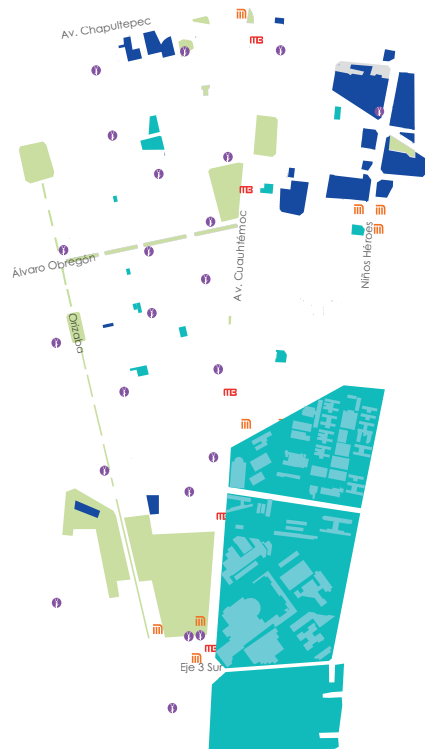 Av. Chapultepec
Av. Cuauhtémoc
Niños Héroes
Álvaro Obregón
Orizaba
Eje 3 Sur